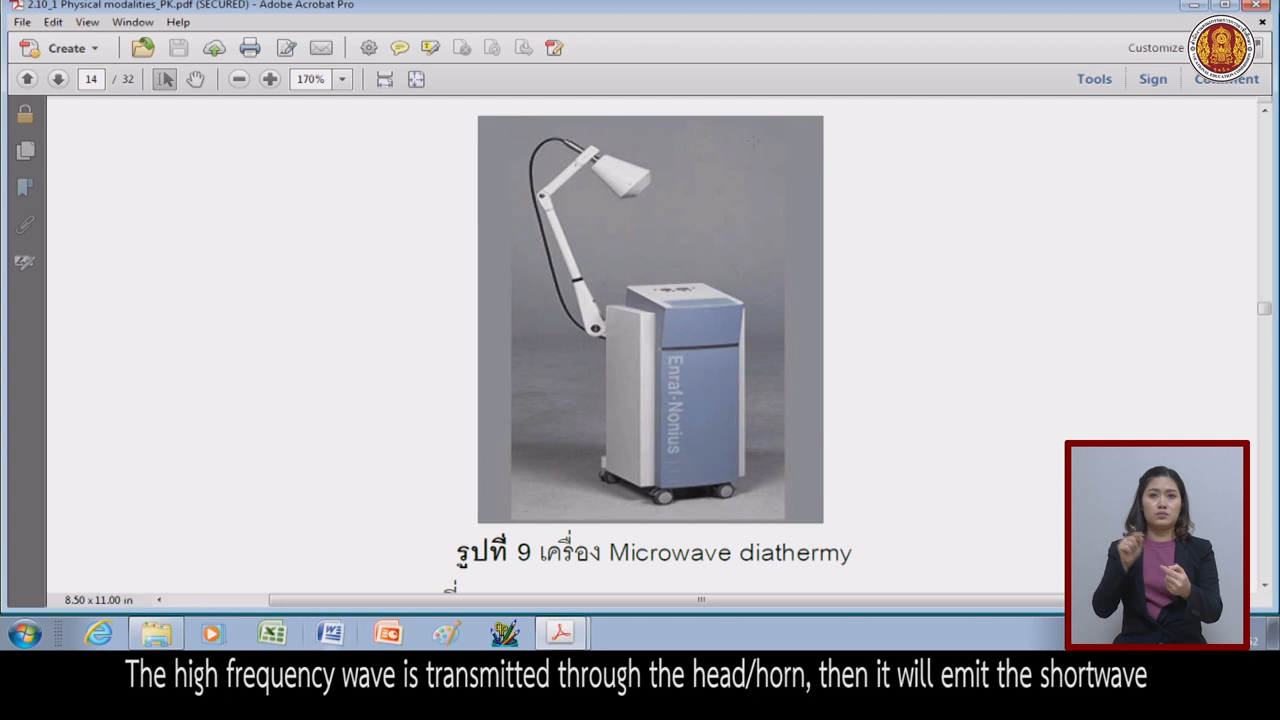 2.10_1 Physical modalities_PK.pdf (SECURED) - Adobe Acrobat Pro
File Edit View Window Help
Create
Customize
14 / 32
170%
Tools Sign Comment
Enraf-Nonius
รูปที่ 9 เครื่อง Microwave diathermy
8.50 x 11.00 in
The high frequency wave is transmitted through the head/horn, then it will emit the shortwave